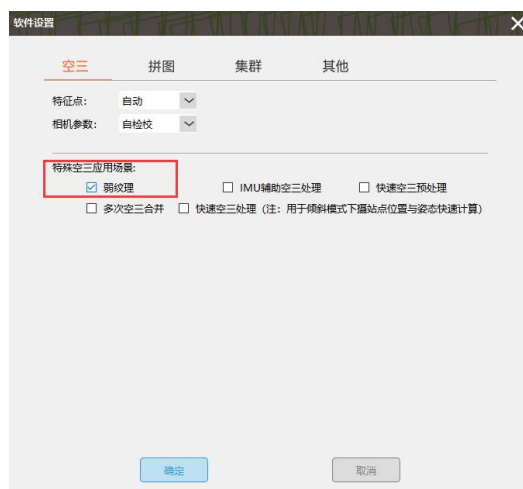 软件设置
空三 拼图 集群 其他
特征点: 自动
相机参数: 自检校
特殊空三应用场景:
弱纹理 IMU辅助空三处理 快速空三预处理
多次空三合并 快速空三处理（注：用于倾斜模式下摄站点位置与姿态快速计算）
确定 取消